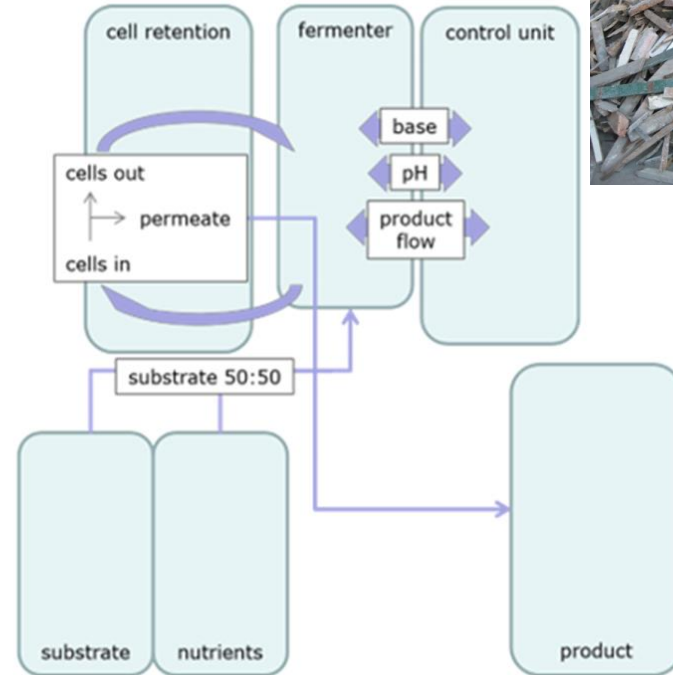 cell retention
fermenter
control unit
base
cells out
pH
permeate
product
flow
cells in
substrate 50:50
substrate
nutrients
product